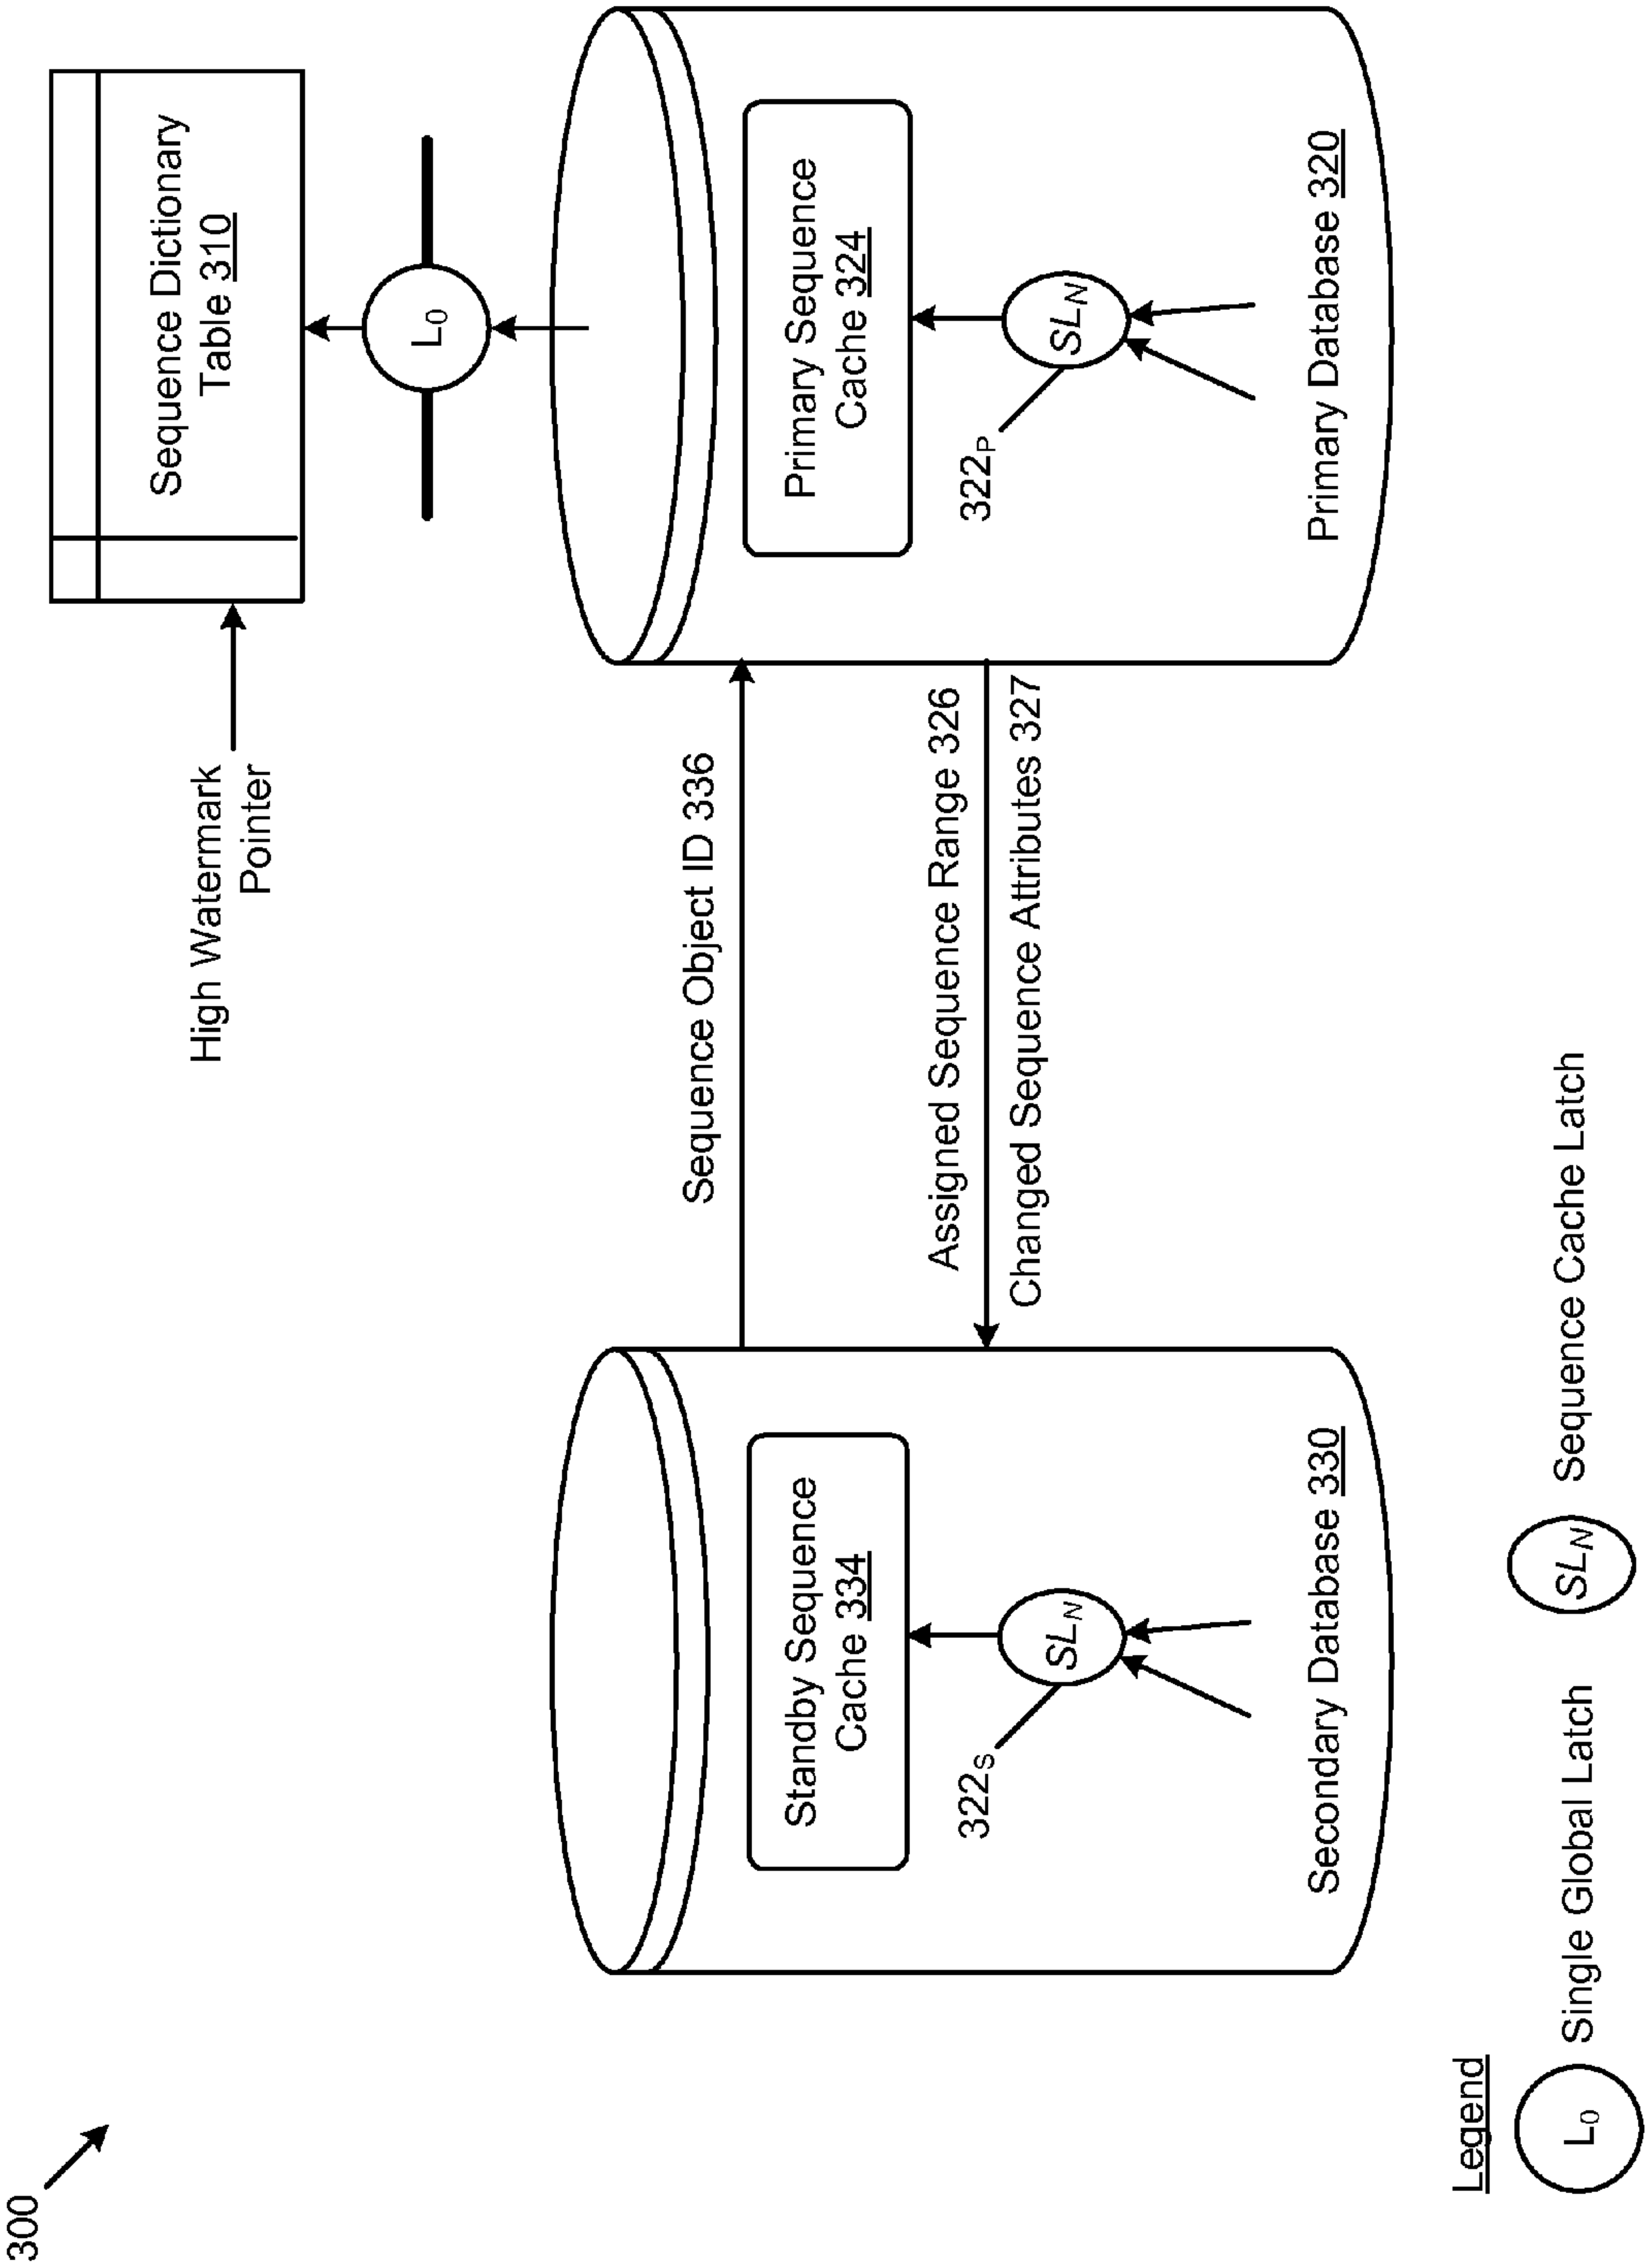 300
High Watermark
Pointer
Sequence Dictionary
Table 310
L0
Sequence Object ID 336
Assigned Sequence Range 326
Changed Sequence Attributes 327
Standby Sequence
Cache 334
322S
SLN
Secondary Database 330
Primary Sequence
Cache 324
322P
SLN
Primary Database 320
Legend
L0 Single Global Latch
SLN Sequence Cache Latch